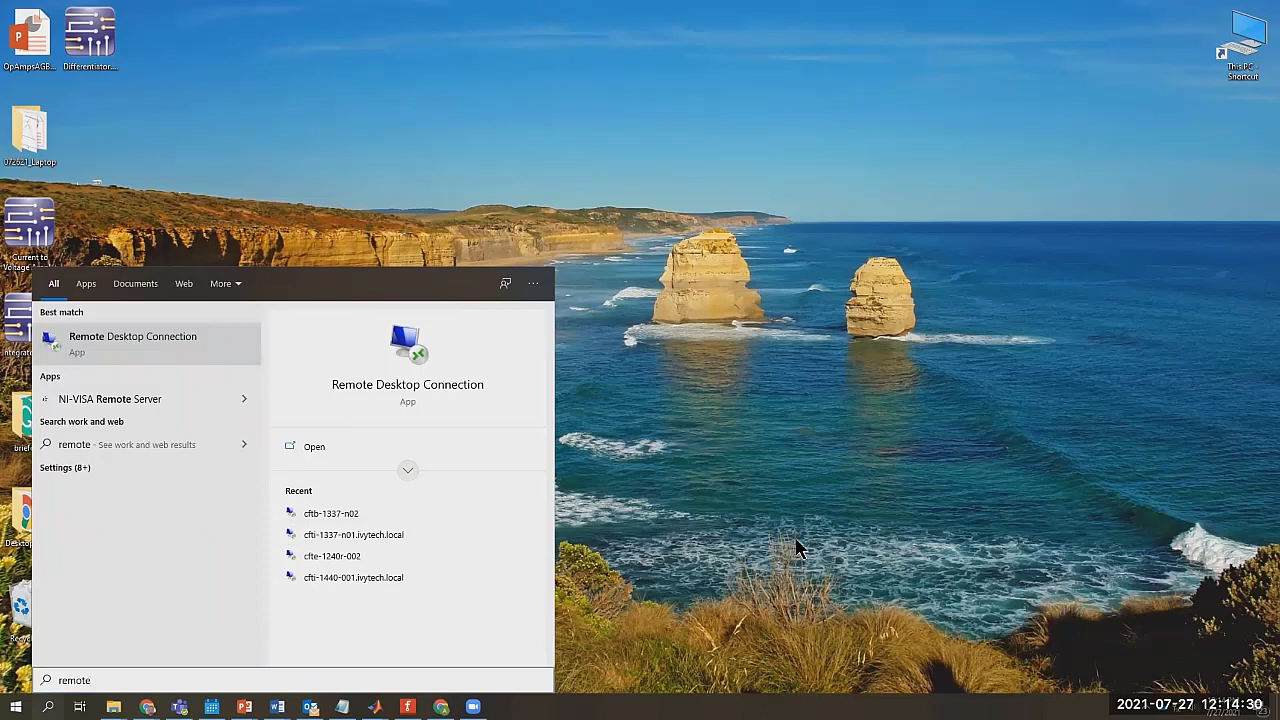 OpAmpsAGB...
Differentiator....
This PC -
Shortcut
072621_Laptop
Current to
All
Apps
Documents
Web
More
Best match
Remote Desktop Connection
App
Apps
NI-VISA Remote Server
Search work and web
remote - See work and web results
Settings (8+)
Remote Desktop Connection
App
Open
Recent
cftb-1337-n02
cfti-1337-n01.ivytech.local
cfte-1240r-002
cfti-1440-001.ivytech.local
remote
2021-07-27 12:14:30